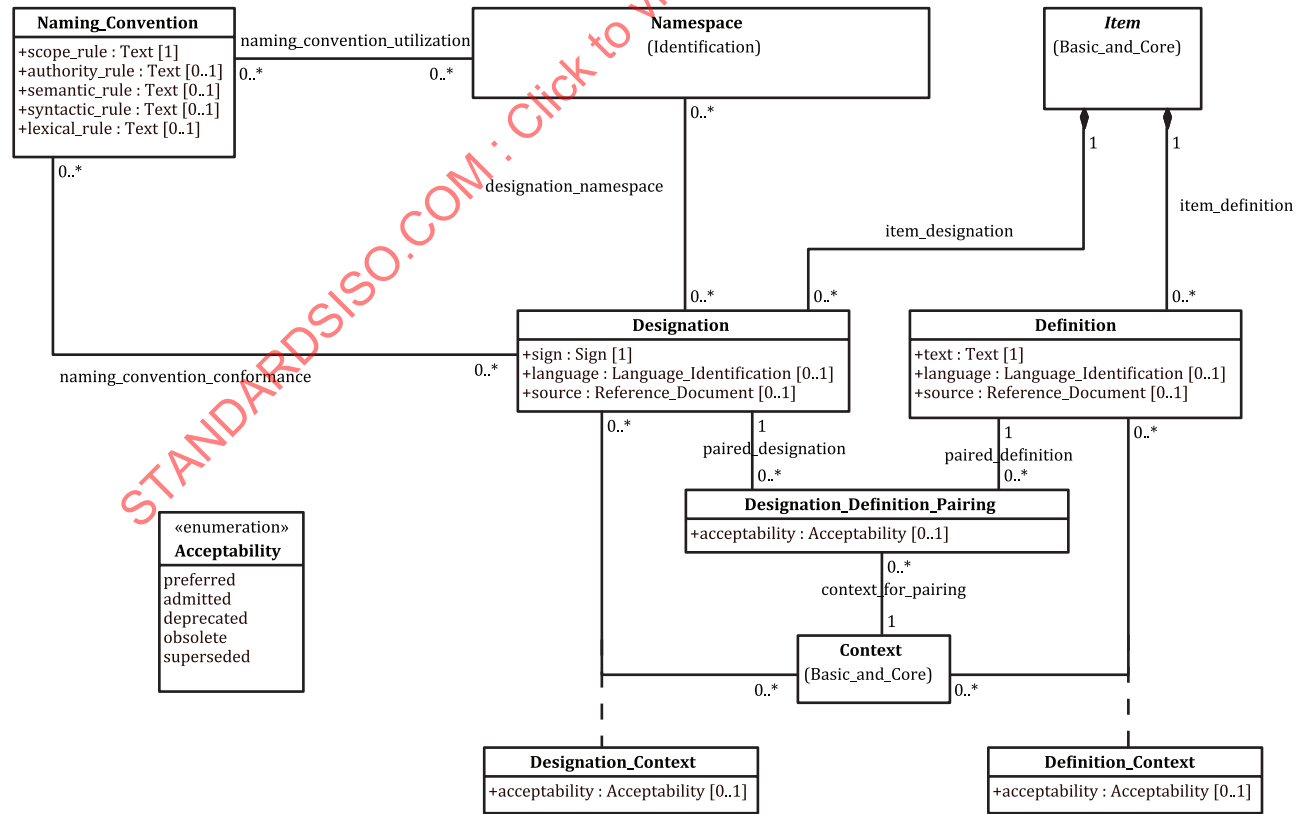 Naming_Convention
+scope_rule : Text [1]
+authority_rule : Text [0..1]
+semantic_rule : Text [0..1]
+syntactic_rule : Text [0..1]
+lexical_rule : Text [0..1]
naming_convention_utilization
0..*
0..*
Namespace
(Identification)
Item
(Basic_and_Core)
0..*
0..*
1
1
designation_namespace
item_designation
item_definition
0..*
0..*
0..*
naming_convention_conformance
0..*
Designation
+sign : Sign [1]
+language : Language_Identification [0..1]
+source : Reference_Document [0..1]
Definition
+text : Text [1]
+language : Language_Identification [0..1]
+source : Reference_Document [0..1]
0..*
1
paired_designation
0..*
1
paired_definition
0..*
0..*
Designation_Definition_Pairing
+acceptability : Acceptability [0..1]
0..*
context_for_pairing
1
«enumeration»
Acceptability
preferred
admitted
deprecated
obsolete
superseded
Context
(Basic_and_Core)
0..*
0..*
Designation_Context
+acceptability : Acceptability [0..1]
Definition_Context
+acceptability : Acceptability [0..1]
STANDARDSISO.COM : Click to